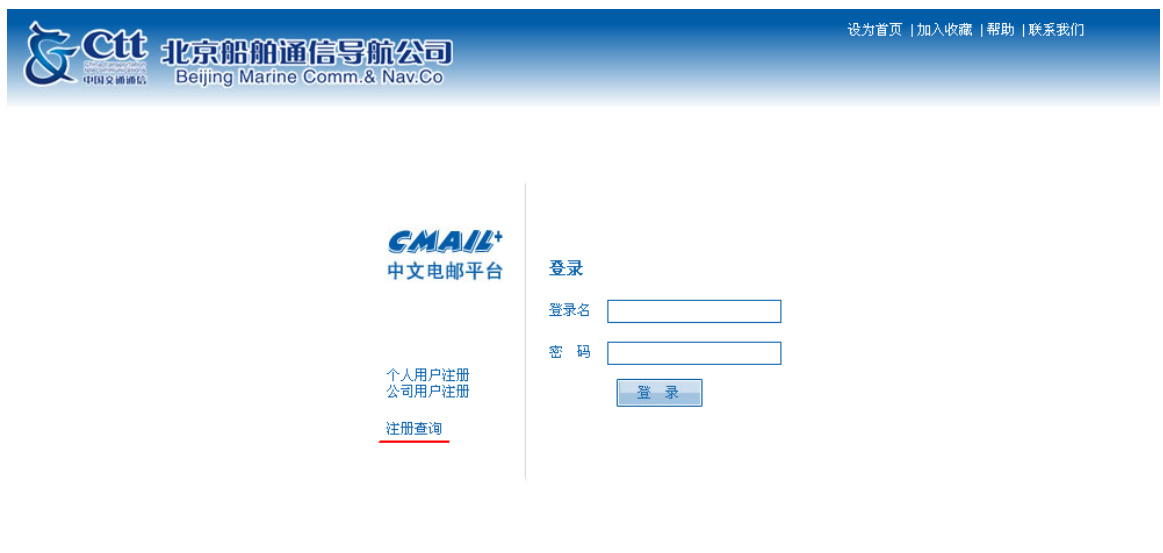 设为首页 | 加入收藏 | 帮助 | 联系我们
Ctt
中国交通通信
北京船舶通信导航公司
Beijing Marine Comm.& Nav.Co
CMAIL+
中文电邮平台
个人用户注册
公司用户注册
注册查询
登录
登录名
密 码
登 录